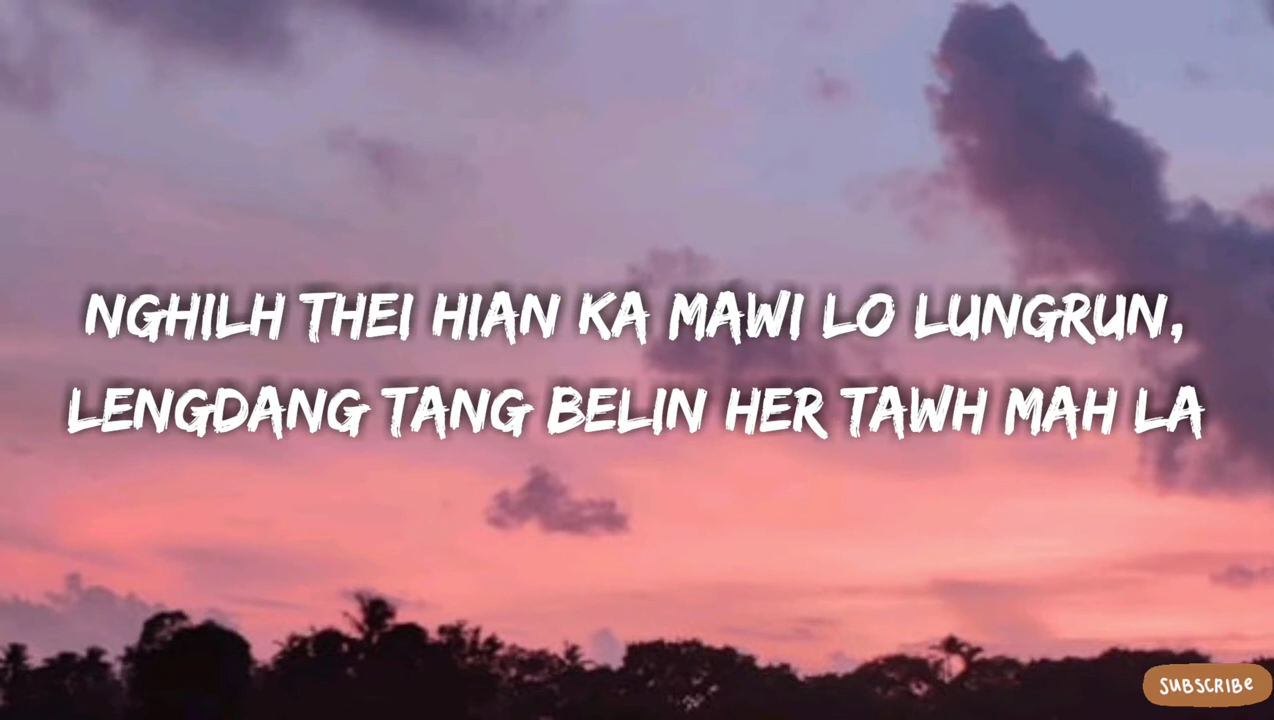 NGHILH THEI HIAN KA MAWI LO LUNGRUN,
LENGDANG TANG BELIN HER TAWH MAH LA
SUBSCRIBE